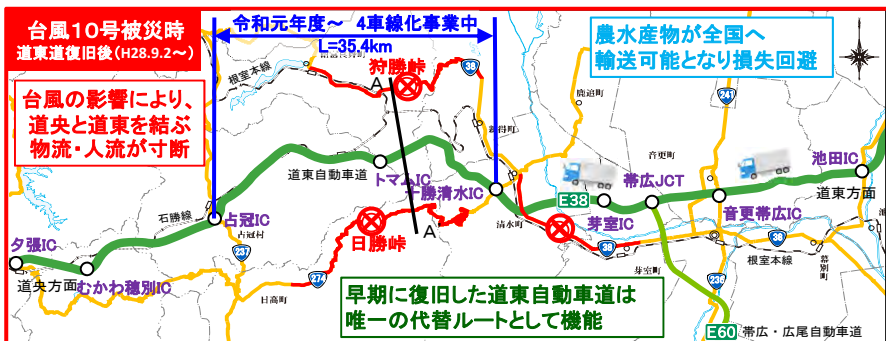 台風10号被災時
道東道復旧後（H28.9.2～）
令和元年度～ 4車線化事業中
L=35.4km
農水産物が全国へ
輸送可能となり損失回避
台風の影響により、
道央と道東を結ぶ
物流・人流が寸断
根室本線
狩勝峠
A
38
鹿追町
241
新得町
音更町
池田IC
道東自動車道
トマムIC
十勝清水IC
帯広JCT
道東方面
E38
芽室IC
音更帯広IC
石勝線
占冠IC
占冠村
237
日勝峠
A
清水町
38
38
根室本線
幕別町
夕張IC
道央方面
むかわ穂別IC
274
日高町
芽室町
236
早期に復旧した道東自動車道は
唯一の代替ルートとして機能
E60 帯広・広尾自動車道